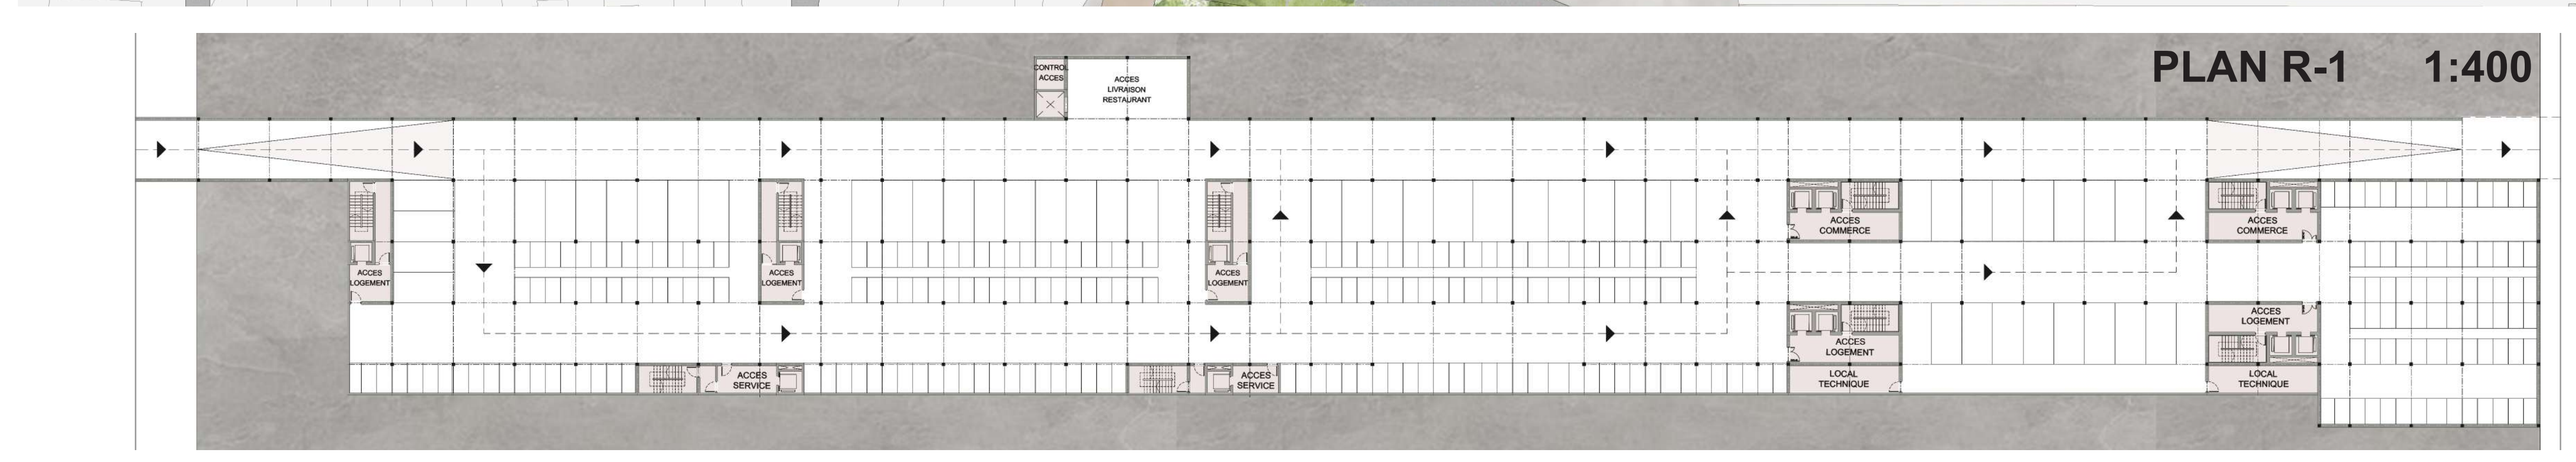 PLAN R-1 1:400
CONTROL
ACCES
ACCES
LIVRAISON
RESTAURANT
ACCES
LOGEMENT
ACCES
LOGEMENT
ACCES
LOGEMENT
ACCES
COMMERCE
ACCES
COMMERCE
ACCES
LOGEMENT
ACCES
LOGEMENT
ACCES
SERVICE
ACCES
SERVICE
LOCAL
TECHNIQUE
LOCAL
TECHNIQUE